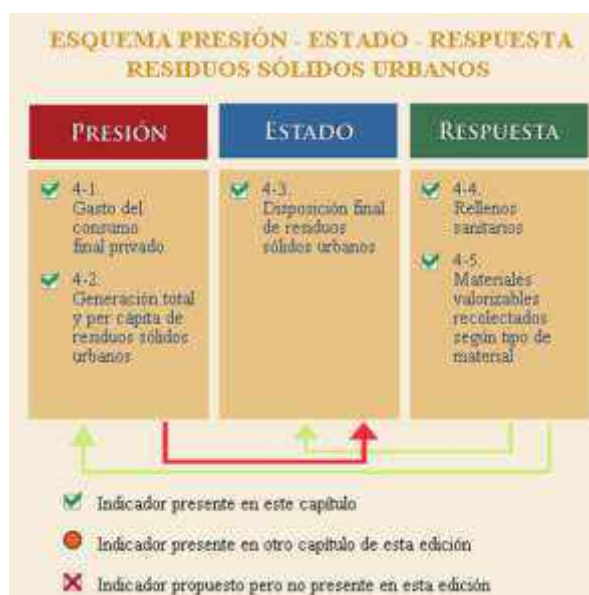 ESQUEMA PRESIÓN - ESTADO - RESPUESTA
RESIDUOS SÓLIDOS URBANOS
PRESIÓN
4-1.
Gasto del
consumo
final privado
4-2.
Generación total
y per cápita de
residuos sólidos
urbanos
ESTADO
4-3.
Disposición final
de residuos
sólidos urbanos
RESPUESTA
4-4.
Rellenos
sanitarios
4-5.
Materiales
valorizables
recolectados
según tipo de
material
Indicador presente en este capítulo
Indicador presente en otro capítulo de esta edición
Indicador propuesto pero no presente en esta edición